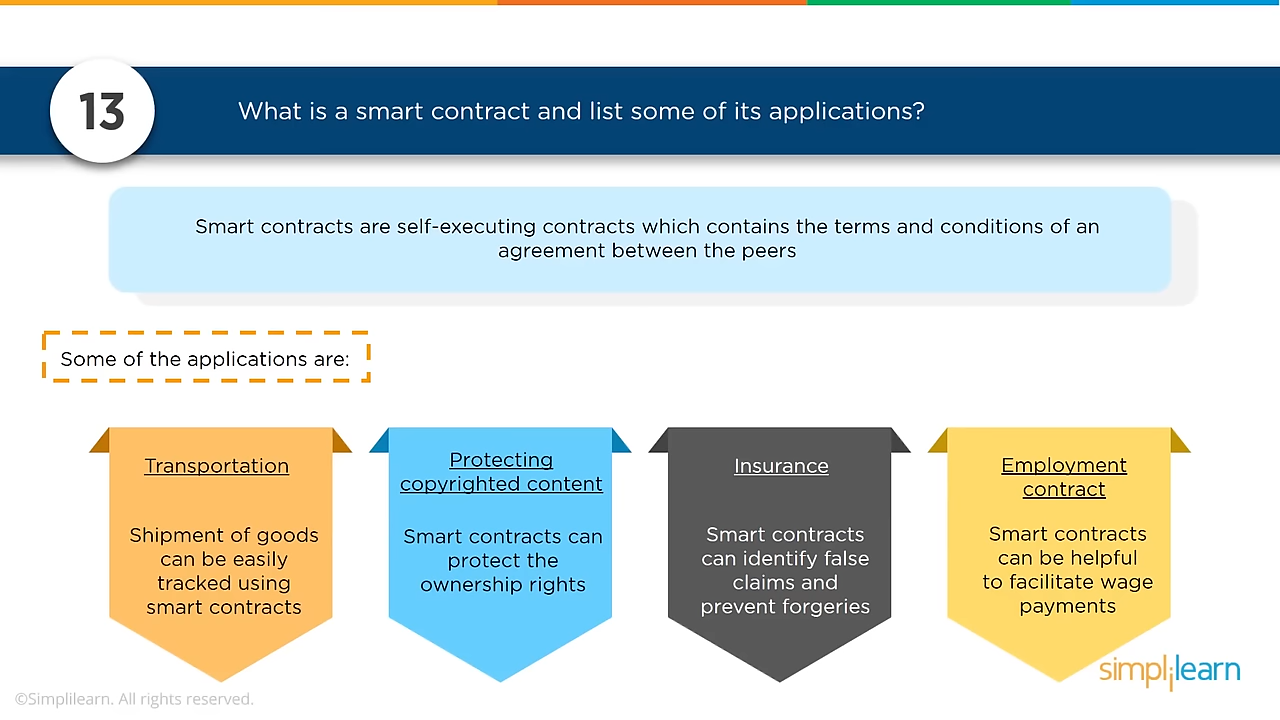 13
What is a smart contract and list some of its applications?
Smart contracts are self-executing contracts which contains the terms and conditions of an
agreement between the peers
Some of the applications are:
Transportation
Shipment of goods
can be easily
tracked using
smart contracts
Protecting
copyrighted content
Smart contracts can
protect the
ownership rights
Insurance
Smart contracts
can identify false
claims and
prevent forgeries
Employment
contract
Smart contracts
can be helpful
to facilitate wage
payments
simplilearn
©Simplilearn. All rights reserved.